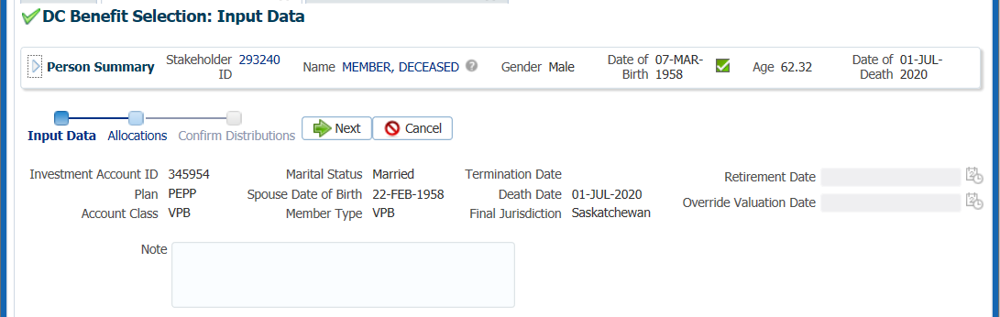 DC Benefit Selection: Input Data
Person Summary Stakeholder ID 293240 Name MEMBER, DECEASED Gender Male Date of Birth 07-MAR-1958 Age 62.32 Date of Death 01-JUL-2020
Input Data Allocations Confirm Distributions Next Cancel
Investment Account ID 345954 Marital Status Married Termination Date Retirement Date
Plan PEPP Spouse Date of Birth 22-FEB-1958 Death Date 01-JUL-2020 Override Valuation Date
Account Class VPB Member Type VPB Final Jurisdiction Saskatchewan
Note